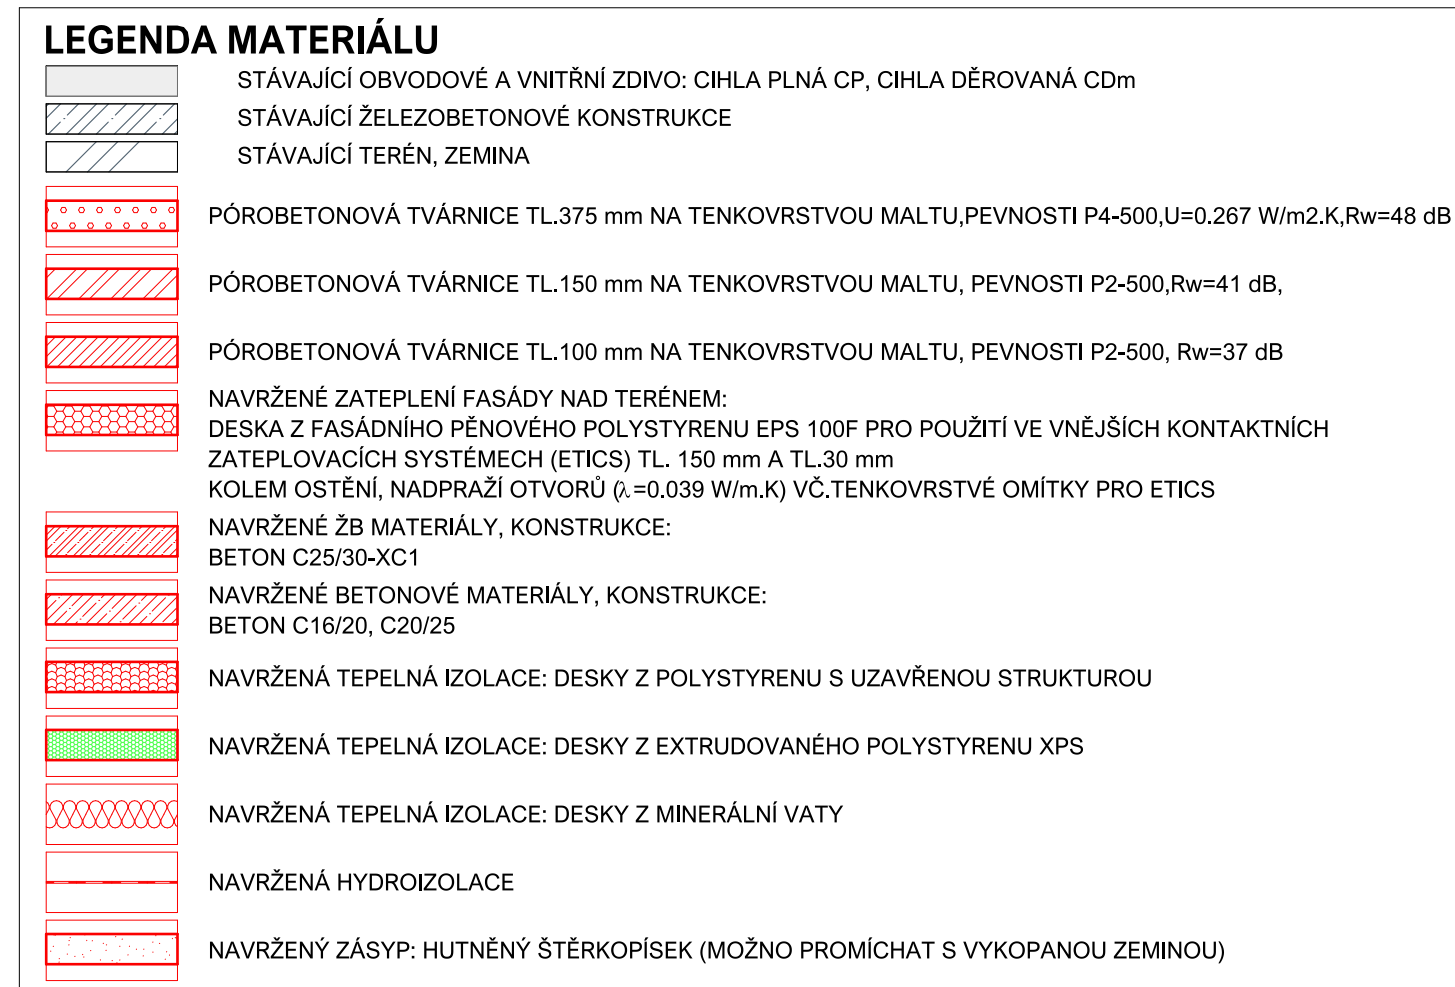 LEGENDA MATERIÁLU
STÁVAJÍCÍ OBVODOVÉ A VNITŘNÍ ZDIVO: CIHLA PLNÁ CP, CIHLA DĚROVANÁ CDm
STÁVAJÍCÍ ŽELEZOBETONOVÉ KONSTRUKCE
STÁVAJÍCÍ TERÉN, ZEMINA
PÓROBETONOVÁ TVÁRNICE TL.375 mm NA TENKOVRSTVOU MALTU,PEVNOSTI P4-500,U=0.267 W/m2.K,Rw=48 dB
PÓROBETONOVÁ TVÁRNICE TL.150 mm NA TENKOVRSTVOU MALTU, PEVNOSTI P2-500,Rw=41 dB,
PÓROBETONOVÁ TVÁRNICE TL.100 mm NA TENKOVRSTVOU MALTU, PEVNOSTI P2-500, Rw=37 dB
NAVRŽENÉ ZATEPLENÍ FASÁDY NAD TERÉNEM:
DESKA Z FASÁDNÍHO PĚNOVÉHO POLYSTYRENU EPS 100F PRO POUŽITÍ VE VNĚJŠÍCH KONTAKTNÍCH
ZATEPLOVACÍCH SYSTÉMECH (ETICS) TL. 150 mm A TL.30 mm
KOLEM OSTĚNÍ, NADPRAŽÍ OTVORŮ (λ=0.039 W/m.K) VČ.TENKOVRSTVÉ OMÍTKY PRO ETICS
NAVRŽENÉ ŽB MATERIÁLY, KONSTRUKCE:
BETON C25/30-XC1
NAVRŽENÉ BETONOVÉ MATERIÁLY, KONSTRUKCE:
BETON C16/20, C20/25
NAVRŽENÁ TEPELNÁ IZOLACE: DESKY Z POLYSTYRENU S UZAVŘENOU STRUKTUROU
NAVRŽENÁ TEPELNÁ IZOLACE: DESKY Z EXTRUDOVANÉHO POLYSTYRENU XPS
NAVRŽENÁ TEPELNÁ IZOLACE: DESKY Z MINERÁLNÍ VATY
NAVRŽENÁ HYDROIZOLACE
NAVRŽENÝ ZÁSYP: HUTNĚNÝ ŠTĚRKOPÍSEK (MOŽNO PROMÍCHAT S VYKOPANOU ZEMINOU)